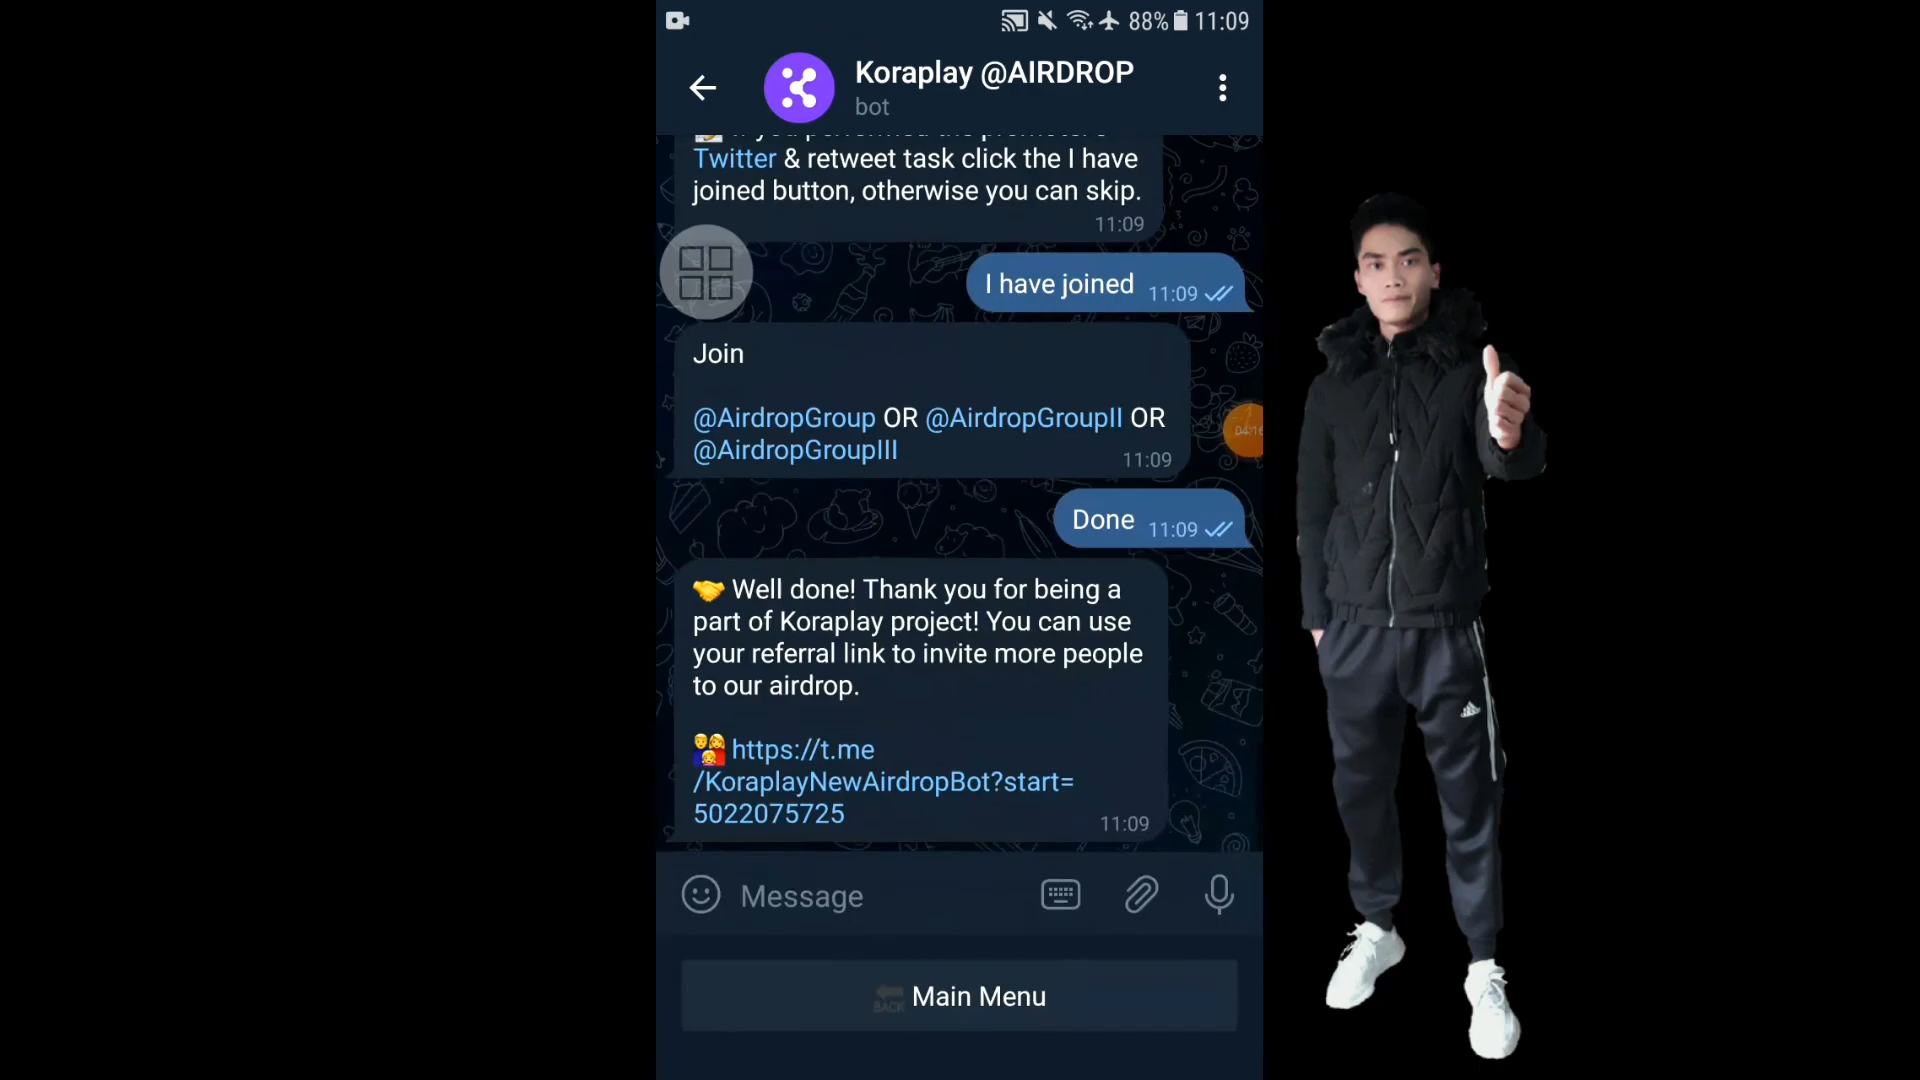 88% 11:09
Koraplay @AIRDROP
bot
Twitter & retweet task click the I have
joined button, otherwise you can skip.
11:09
I have joined 11:09
Join
@AirdropGroup OR @AirdropGroupII OR
@AirdropGroupIII
11:09
04:16
Done 11:09
🤝 Well done! Thank you for being a
part of Koraplay project! You can use
your referral link to invite more people
to our airdrop.
https://t.me
/KoraplayNewAirdropBot?start=
5022075725
11:09
Message
BACK Main Menu